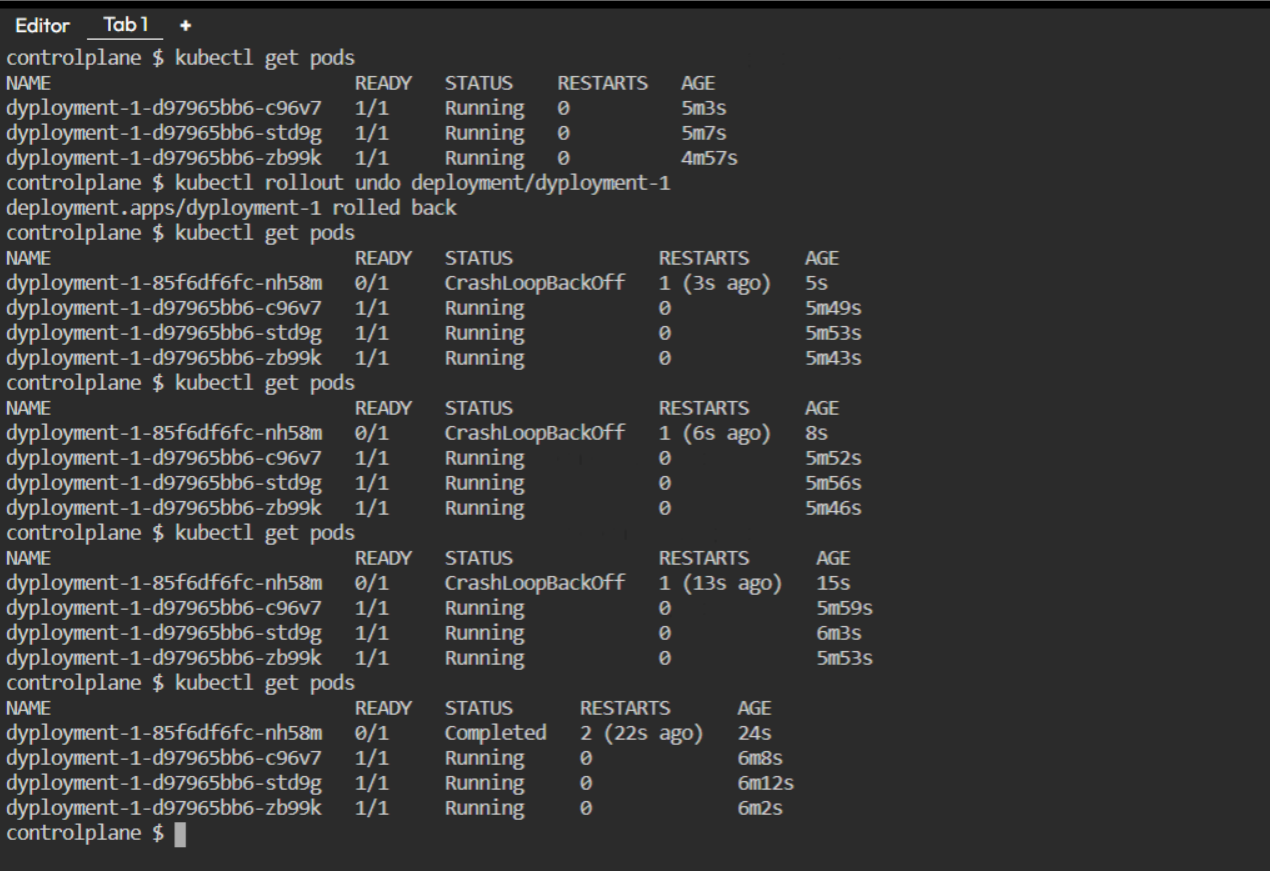 Editor Tab 1 +
controlplane $ kubectl get pods
NAME READY STATUS RESTARTS AGE
dyployment-1-d97965bb6-c96v7 1/1 Running 0 5m3s
dyployment-1-d97965bb6-std9g 1/1 Running 0 5m7s
dyployment-1-d97965bb6-zb99k 1/1 Running 0 4m57s
controlplane $ kubectl rollout undo deployment/dyployment-1
deployment.apps/dyployment-1 rolled back
controlplane $ kubectl get pods
NAME READY STATUS RESTARTS AGE
dyployment-1-85f6df6fc-nh58m 0/1 CrashLoopBackOff 1 (3s ago) 5s
dyployment-1-d97965bb6-c96v7 1/1 Running 0 5m49s
dyployment-1-d97965bb6-std9g 1/1 Running 0 5m53s
dyployment-1-d97965bb6-zb99k 1/1 Running 0 5m43s
controlplane $ kubectl get pods
NAME READY STATUS RESTARTS AGE
dyployment-1-85f6df6fc-nh58m 0/1 CrashLoopBackOff 1 (6s ago) 8s
dyployment-1-d97965bb6-c96v7 1/1 Running 0 5m52s
dyployment-1-d97965bb6-std9g 1/1 Running 0 5m56s
dyployment-1-d97965bb6-zb99k 1/1 Running 0 5m46s
controlplane $ kubectl get pods
NAME READY STATUS RESTARTS AGE
dyployment-1-85f6df6fc-nh58m 0/1 CrashLoopBackOff 1 (13s ago) 15s
dyployment-1-d97965bb6-c96v7 1/1 Running 0 5m59s
dyployment-1-d97965bb6-std9g 1/1 Running 0 6m3s
dyployment-1-d97965bb6-zb99k 1/1 Running 0 5m53s
controlplane $ kubectl get pods
NAME READY STATUS RESTARTS AGE
dyployment-1-85f6df6fc-nh58m 0/1 Completed 2 (22s ago) 24s
dyployment-1-d97965bb6-c96v7 1/1 Running 0 6m8s
dyployment-1-d97965bb6-std9g 1/1 Running 0 6m12s
dyployment-1-d97965bb6-zb99k 1/1 Running 0 6m2s
controlplane $